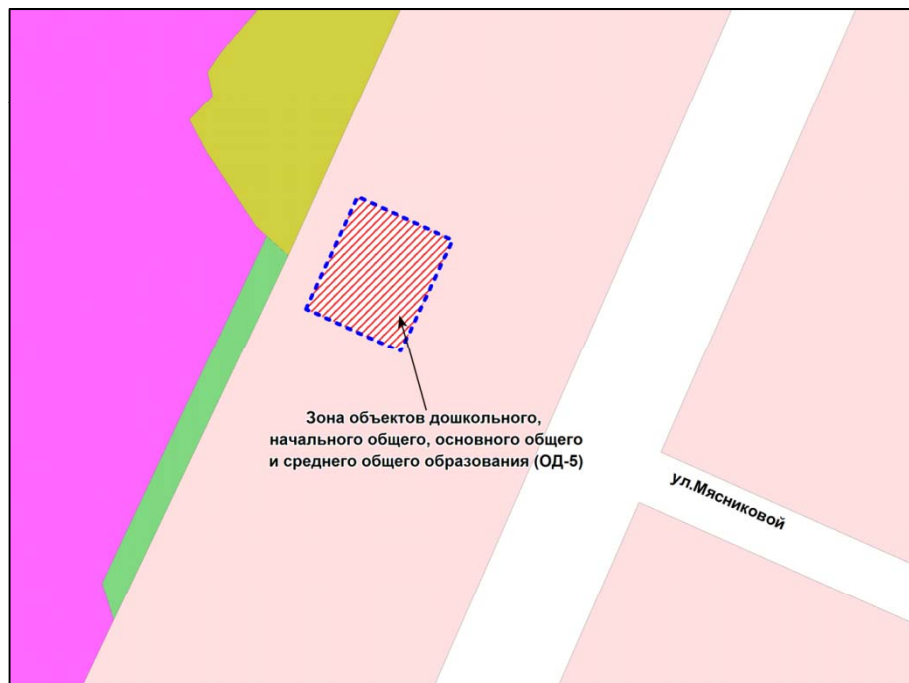 Зона объектов дошкольного,
начального общего, основного общего
и среднего общего образования (ОД-5)
ул.Мясниковой